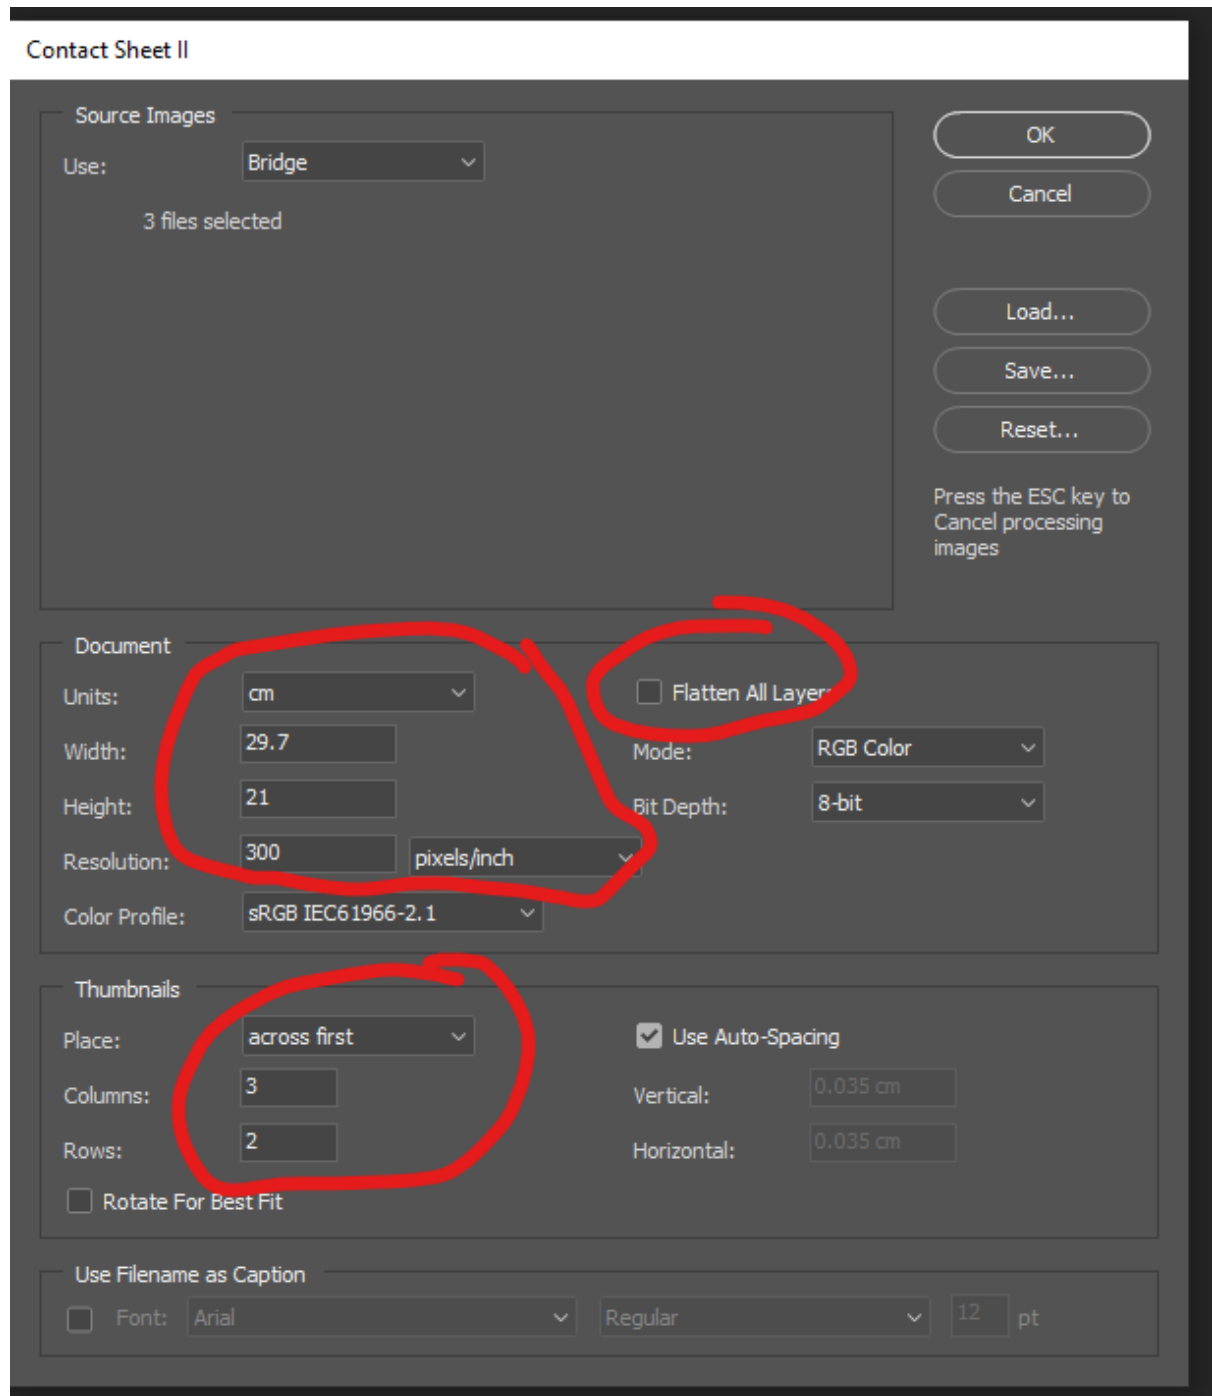 Contact Sheet II
Source Images
Use: Bridge
3 files selected
OK
Cancel
Load...
Save...
Reset...
Press the ESC key to
Cancel processing
images
Document
Units: cm
Width: 29.7
Height: 21
Resolution: 300 pixels/inch
Color Profile: sRGB IEC61966-2.1
Flatten All Layers
Mode: RGB Color
Bit Depth: 8-bit
Thumbnails
Place: across first
Columns: 3
Rows: 2
Rotate For Best Fit
Use Auto-Spacing
Vertical: 0.035 cm
Horizontal: 0.035 cm
Use Filename as Caption
Font: Arial Regular 12 pt